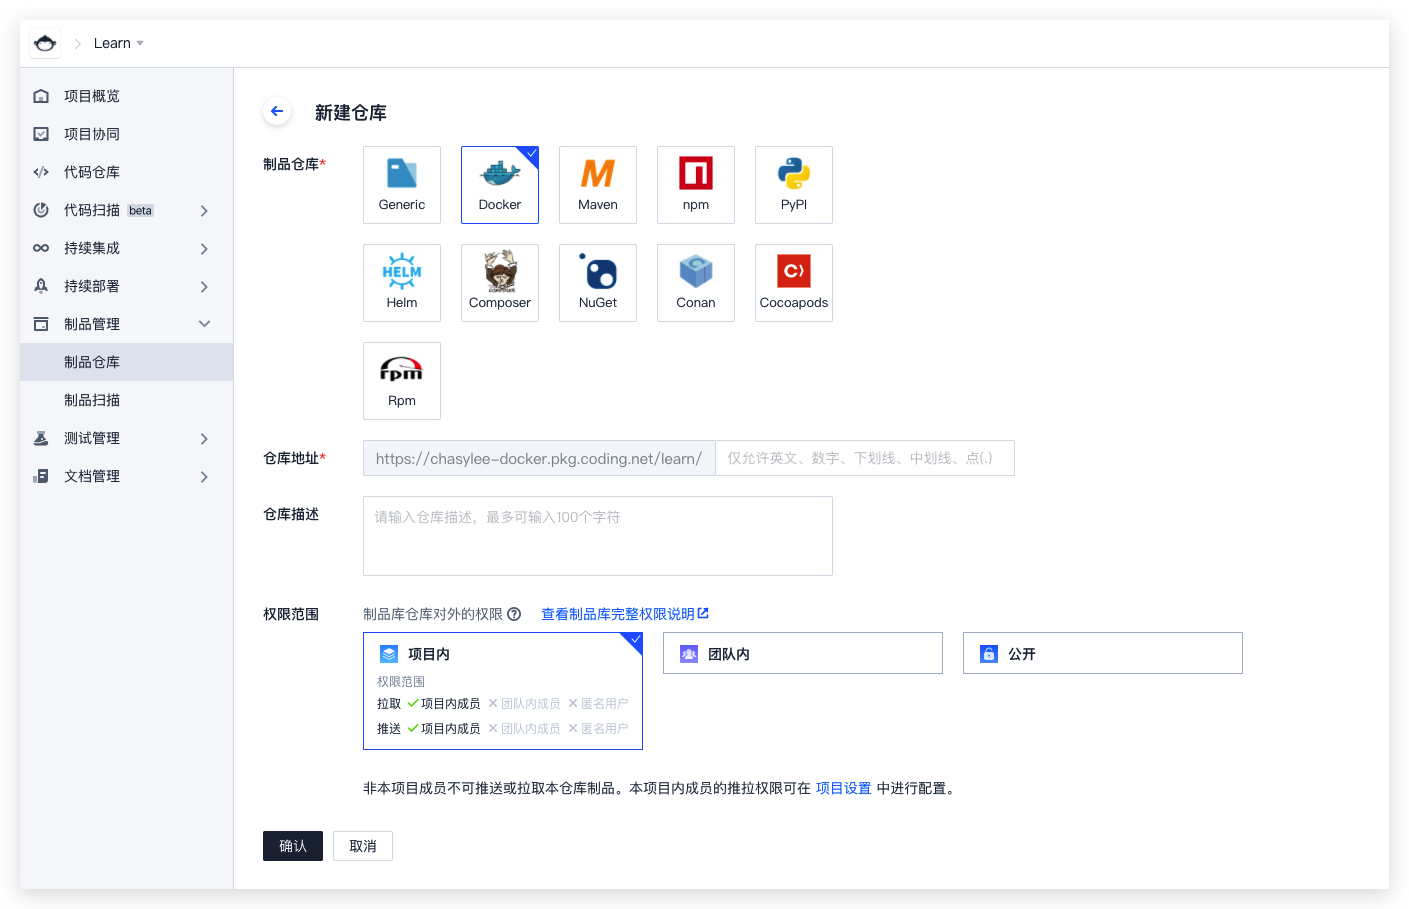 Learn
项目概览
项目协同
代码仓库
代码扫描 beta
持续集成
持续部署
制品管理
制品仓库
制品扫描
测试管理
文档管理
新建仓库
制品仓库*
Generic
Docker
Maven
npm
PyPI
HELM
Helm
COMPOSER
Composer
NuGet
Conan
Cocoapods
rpm
Rpm
仓库地址*
https://chasylee-docker.pkg.coding.net/learn/ 仅允许英文、数字、下划线、中划线、点(.)
仓库描述
请输入仓库描述，最多可输入100个字符
权限范围
制品库仓库对外的权限 查看制品库完整权限说明
项目内
权限范围
拉取 项目内成员 团队内成员 匿名用户
推送 项目内成员 团队内成员 匿名用户
团队内
公开
非本项目成员不可推送或拉取本仓库制品。本项目内成员的推拉权限可在 项目设置 中进行配置。
确认
取消